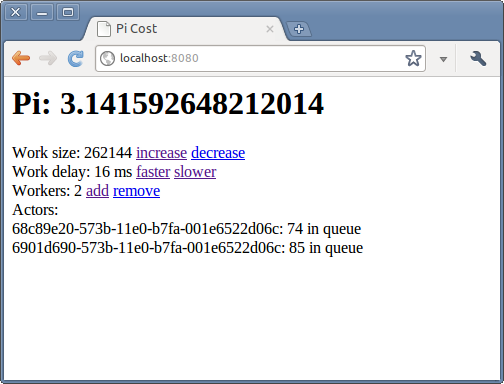 Pi Cost
localhost:8080
Pi: 3.141592648212014
Work size: 262144 increase decrease
Work delay: 16 ms faster slower
Workers: 2 add remove
Actors:
68c89e20-573b-11e0-b7fa-001e6522d06c: 74 in queue
6901d690-573b-11e0-b7fa-001e6522d06c: 85 in queue